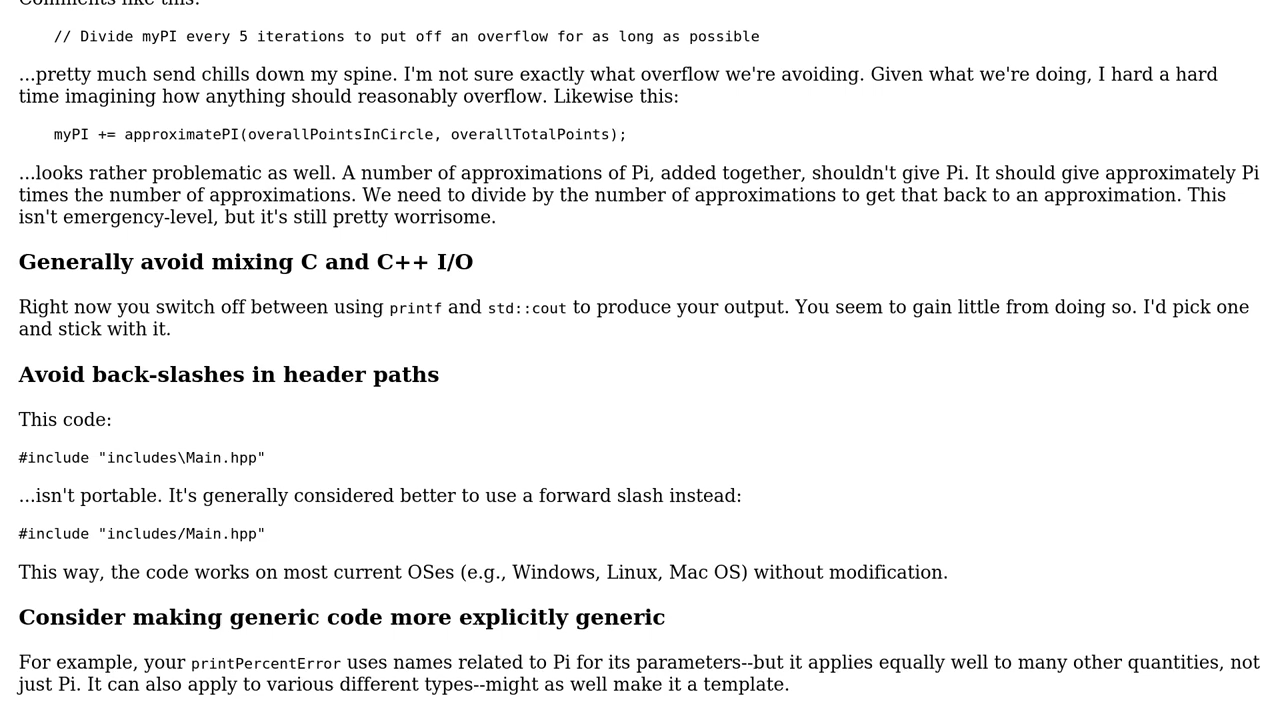 Comments like this:
// Divide myPI every 5 iterations to put off an overflow for as long as possible
...pretty much send chills down my spine. I'm not sure exactly what overflow we're avoiding. Given what we're doing, I hard a hard
time imagining how anything should reasonably overflow. Likewise this:
myPI += approximatePI(overallPointsInCircle, overallTotalPoints);
...looks rather problematic as well. A number of approximations of Pi, added together, shouldn't give Pi. It should give approximately Pi
times the number of approximations. We need to divide by the number of approximations to get that back to an approximation. This
isn't emergency-level, but it's still pretty worrisome.
Generally avoid mixing C and C++ I/O
Right now you switch off between using printf and std::cout to produce your output. You seem to gain little from doing so. I'd pick one
and stick with it.
Avoid back-slashes in header paths
This code:
#include "includes\Main.hpp"
...isn't portable. It's generally considered better to use a forward slash instead:
#include "includes/Main.hpp"
This way, the code works on most current OSes (e.g., Windows, Linux, Mac OS) without modification.
Consider making generic code more explicitly generic
For example, your printPercentError uses names related to Pi for its parameters--but it applies equally well to many other quantities, not
just Pi. It can also apply to various different types--might as well make it a template.